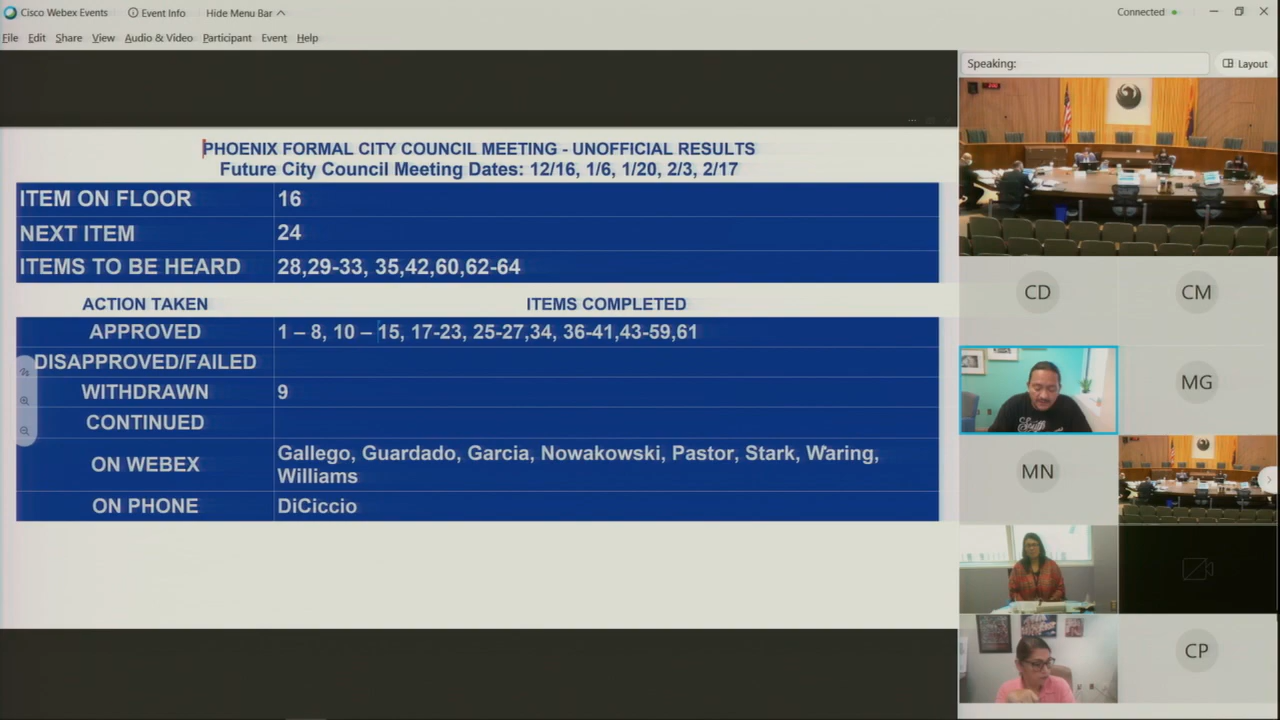 Cisco Webex Events Event Info Hide Menu Bar Connected
File Edit Share View Audio & Video Participant Event Help
Speaking: Layout
PHOENIX FORMAL CITY COUNCIL MEETING - UNOFFICIAL RESULTS
Future City Council Meeting Dates: 12/16, 1/6, 1/20, 2/3, 2/17
ITEM ON FLOOR 16
NEXT ITEM 24
ITEMS TO BE HEARD 28,29-33, 35,42,60,62-64
ACTION TAKEN ITEMS COMPLETED
APPROVED 1 – 8, 10 – 15, 17-23, 25-27,34, 36-41,43-59,61
DISAPPROVED/FAILED
WITHDRAWN 9
CONTINUED
ON WEBEX Gallego, Guardado, Garcia, Nowakowski, Pastor, Stark, Waring,
Williams
ON PHONE DiCiccio
CD CM
MG
MN
CP